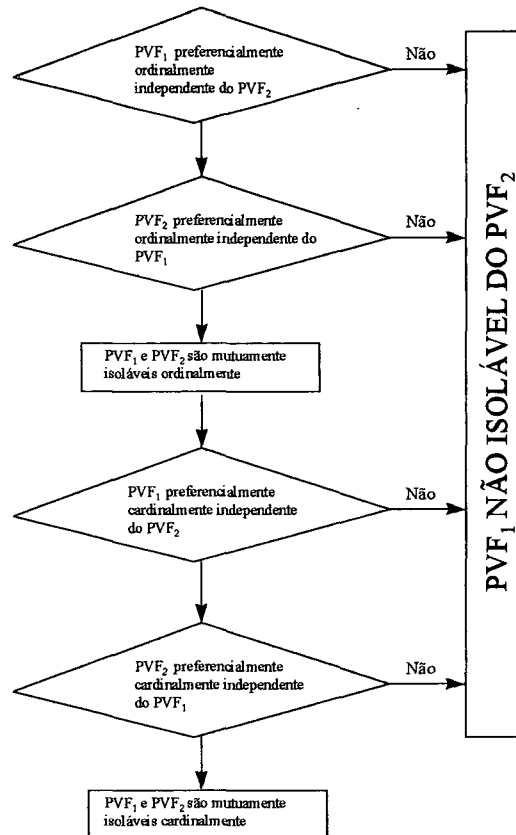 PVF₁ preferencialmente
ordinalmente
independente do PVF₂
Não
PVF₂ preferencialmente
ordinalmente independente do
PVF₁
Não
PVF₁ e PVF₂ são mutuamente
isoláveis ordinalmente
PVF₁ preferencialmente
cardinalmente independente
do PVF₂
Não
PVF₂ preferencialmente
cardinalmente independente
do PVF₁
Não
PVF₁ e PVF₂ são mutuamente
isoláveis cardinalmente
PVF₁ NÃO ISOLÁVEL DO PVF₂